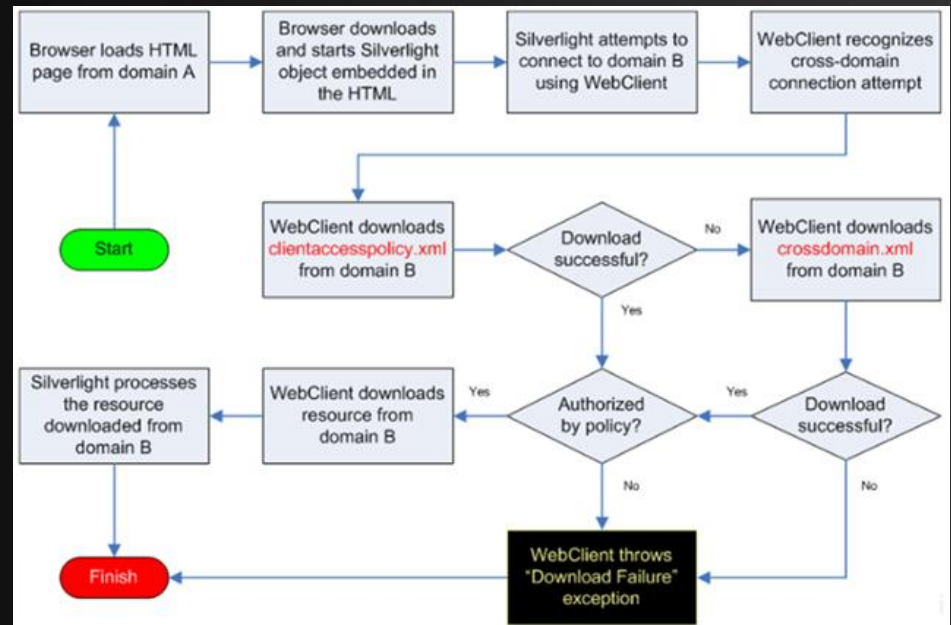 Browser loads HTML
page from domain A
Browser downloads
and starts Silverlight
object embedded in
the HTML
Silverlight attempts to
connect to domain B
using WebClient
WebClient recognizes
cross-domain
connection attempt
Start
WebClient downloads
clientaccesspolicy.xml
from domain B
Download
successful?
No
WebClient downloads
crossdomain.xml
from domain B
Yes
Silverlight processes
the resource
downloaded from
domain B
WebClient downloads
resource from
domain B
Yes
Authorized
by policy?
Yes
Download
successful?
No
No
Finish
WebClient throws
"Download Failure"
exception